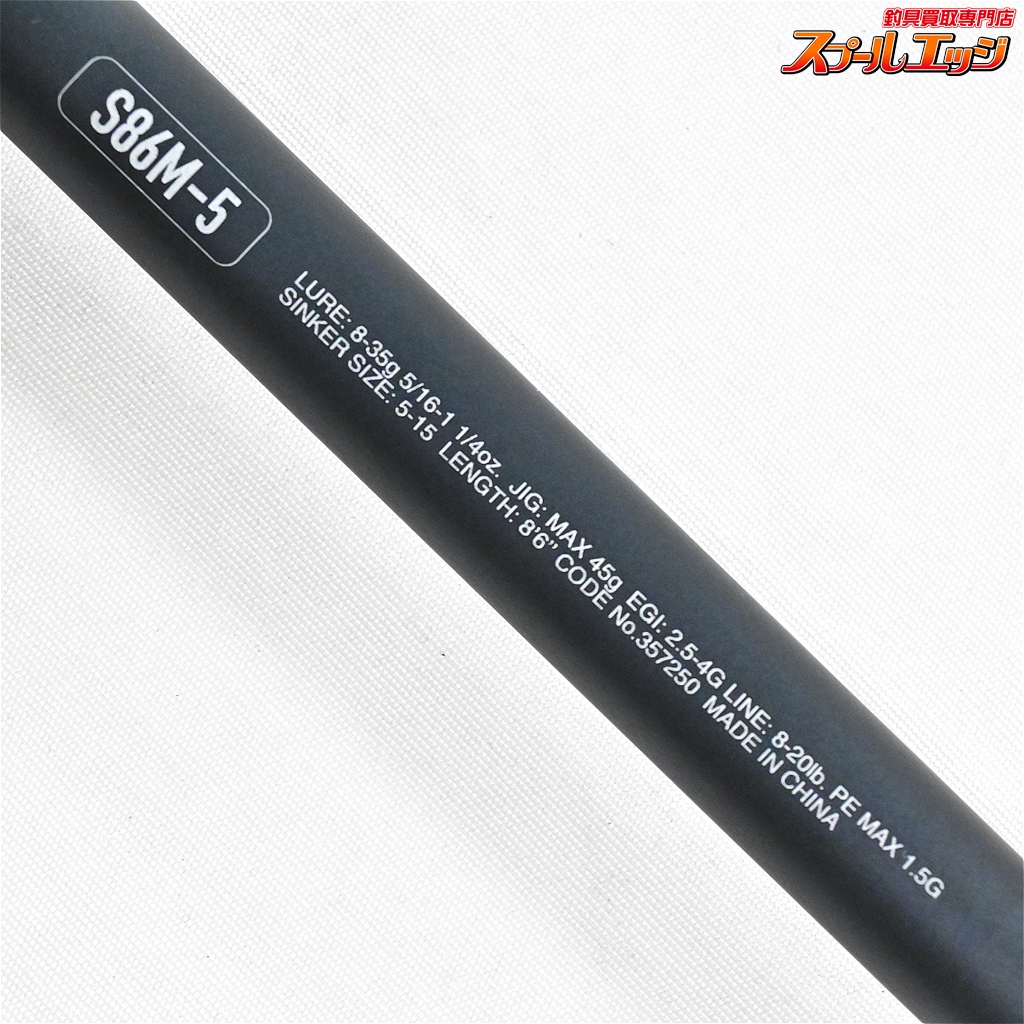 釣具買取専門店
スプールエッジ
S86M-5
LURE: 8-35g 5/16-1 1/4oz. JIG: MAX 45g EGI: 2.5-4G LINE: 8-20lb. PE MAX 1.5G
SINKER SIZE: 5-15 LENGTH: 8'6" CODE No.357250 MADE IN CHINA